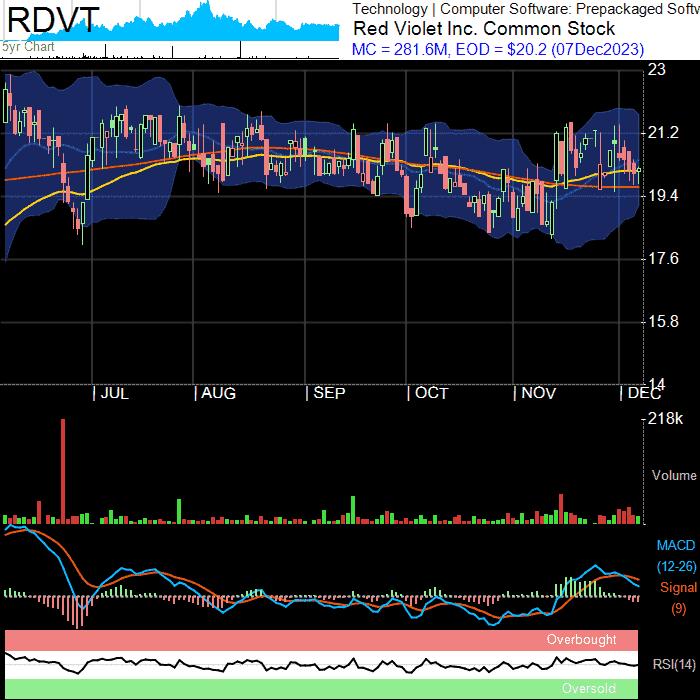 RDVT
5yr Chart
Technology | Computer Software: Prepackaged Softw
Red Violet Inc. Common Stock
MC = 281.6M, EOD = $20.2 (07Dec2023)
23
21.2
19.4
17.6
15.8
14
| JUL | AUG | SEP | OCT | NOV | DEC
218k
Volume
MACD
(12-26)
Signal
(9)
Overbought
RSI(14)
Oversold